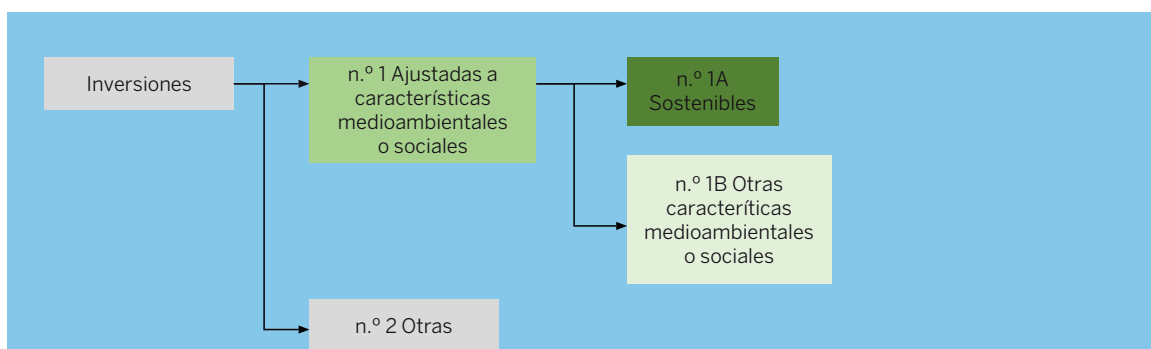 Inversiones
n.º 1 Ajustadas a
características
medioambientales
o sociales
n.º 1A
Sostenibles
n.º 1B Otras
caracteríticas
medioambientales
o sociales
n.º 2 Otras